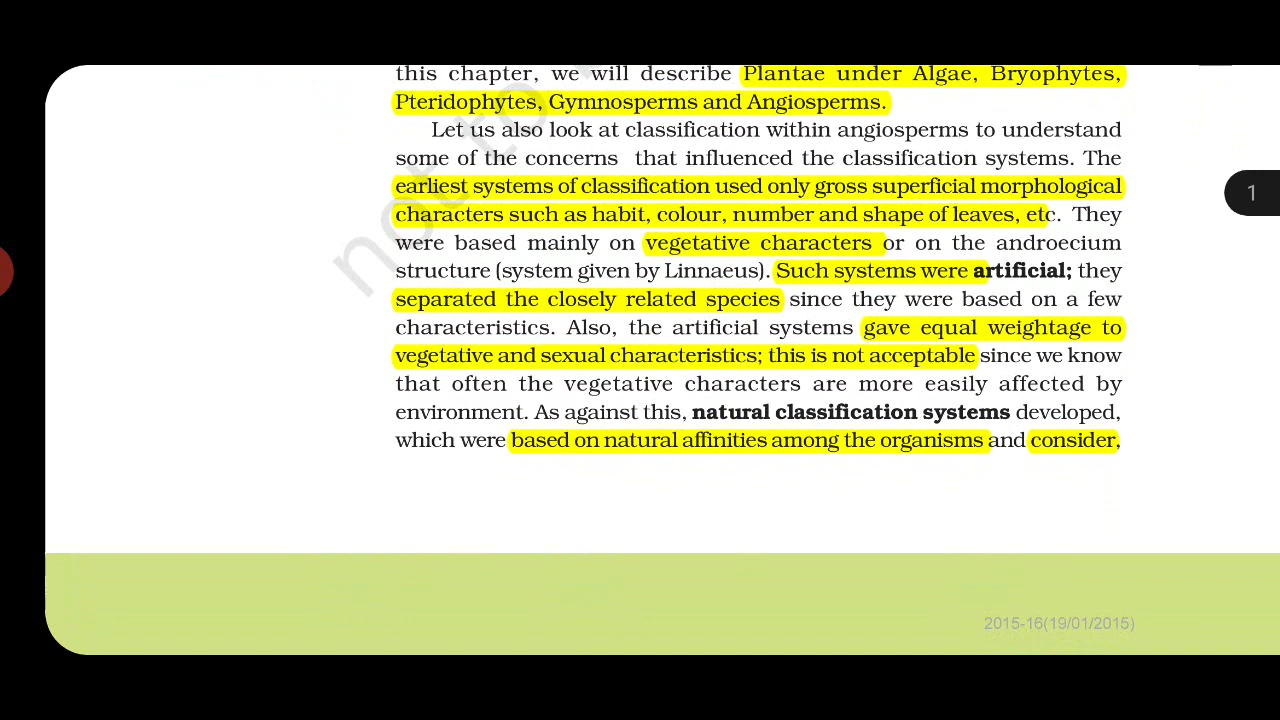 this chapter, we will describe Plantae under Algae, Bryophytes,
Pteridophytes, Gymnosperms and Angiosperms.
Let us also look at classification within angiosperms to understand
some of the concerns that influenced the classification systems. The
earliest systems of classification used only gross superficial morphological
characters such as habit, colour, number and shape of leaves, etc. They
were based mainly on vegetative characters or on the androecium
structure (system given by Linnaeus). Such systems were artificial; they
separated the closely related species since they were based on a few
characteristics. Also, the artificial systems gave equal weightage to
vegetative and sexual characteristics; this is not acceptable since we know
that often the vegetative characters are more easily affected by
environment. As against this, natural classification systems developed,
which were based on natural affinities among the organisms and consider,
not to
1
2015-16(19/01/2015)